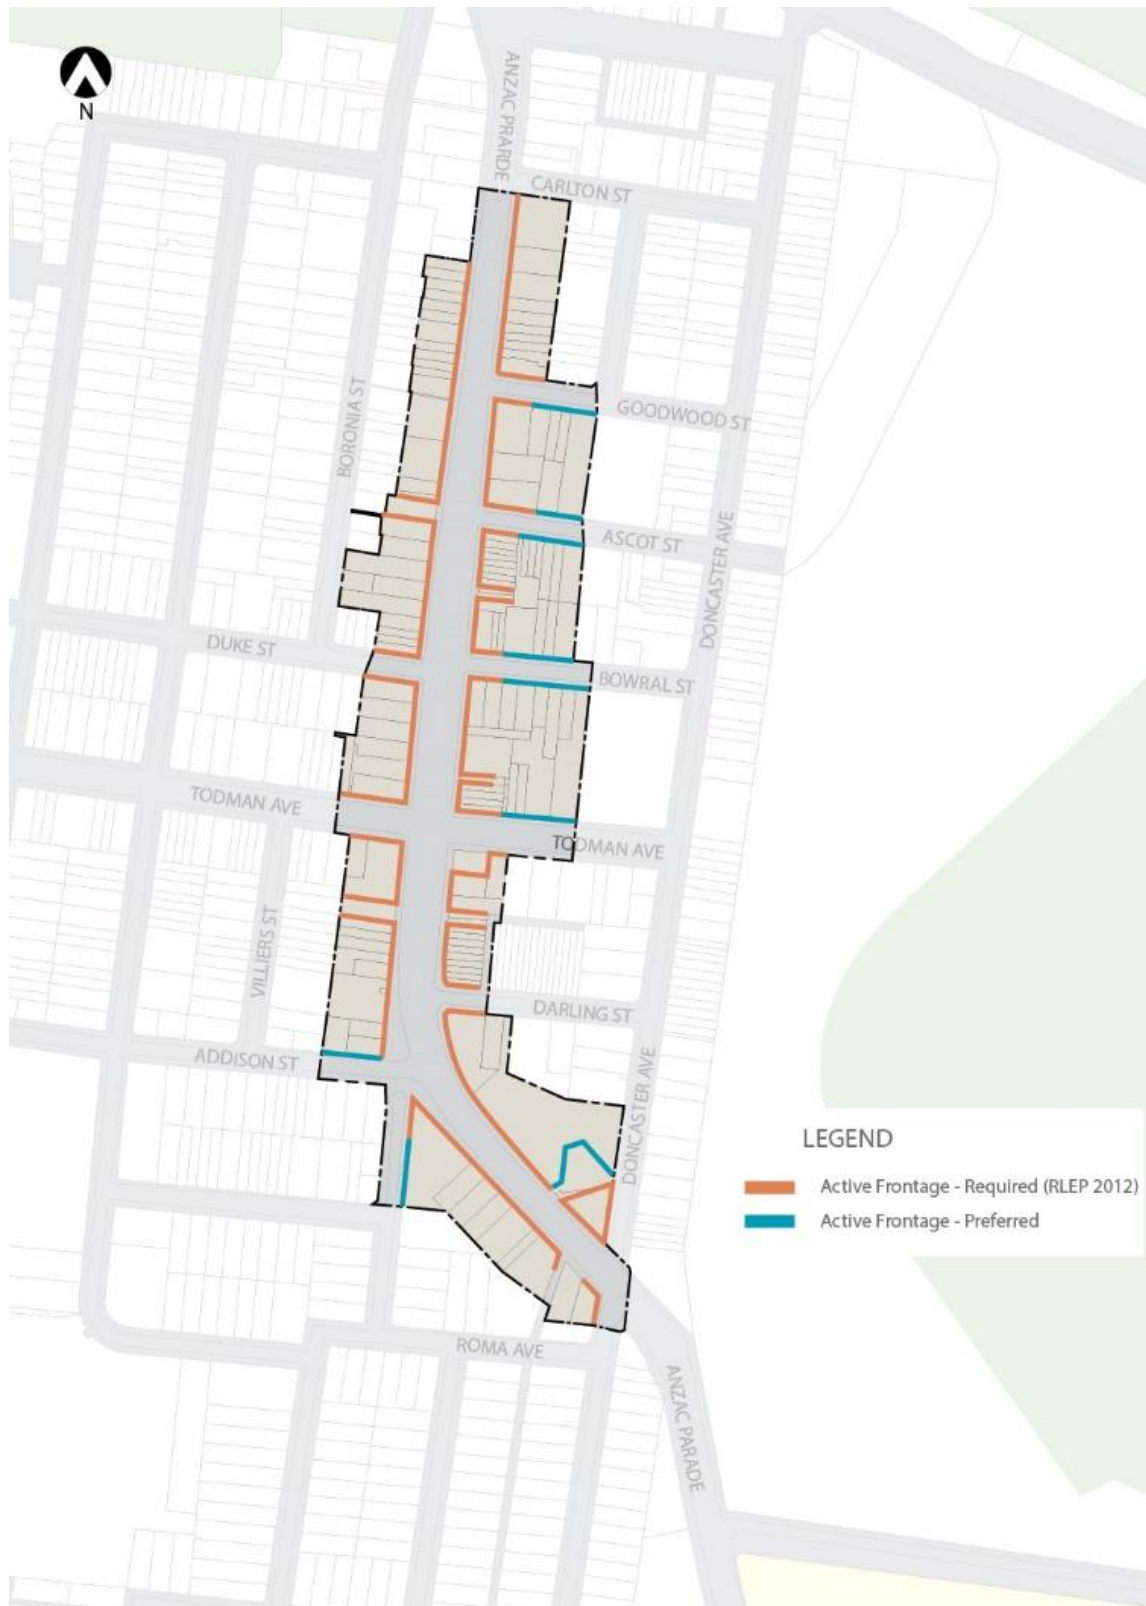 N
ANZAC PRARDE
CARLTON ST
BORONIA ST
GOODWOOD ST
ASCOT ST
DONCASTER AVE
DUKE ST
BOWRAL ST
TODMAN AVE
TODMAN AVE
VILLIERS ST
DARLING ST
ADDISON ST
DONCASTER AVE
LEGEND
Active Frontage - Required (RLEP 2012)
Active Frontage - Preferred
ROMA AVE
ANZAC PARADE